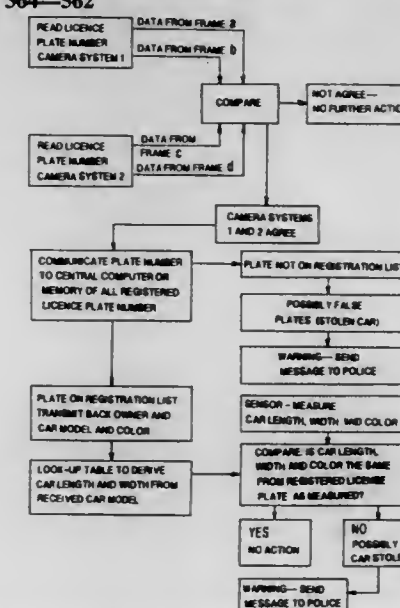 READ LICENCE
PLATE NUMBER
CAMERA SYSTEM 1
DATA FROM FRAME a
DATA FROM FRAME b
COMPARE
NOT AGREE—
NO FURTHER ACTION
READ LICENCE
PLATE NUMBER
CAMERA SYSTEM 2
DATA FROM
FRAME c
DATA FROM FRAME d
CAMERA SYSTEMS
1 AND 2 AGREE
COMMUNICATE PLATE NUMBER
TO CENTRAL COMPUTER OR
MEMORY OF ALL REGISTERED
LICENCE PLATE NUMBER
PLATE NOT ON REGISTRATION LIST
POSSIBLY FALSE
PLATES (STOLEN CAR)
WARNING— SEND
MESSAGE TO POLICE
PLATE ON REGISTRATION LIST
TRANSMIT BACK OWNER AND
CAR MODEL AND COLOR
SENSOR - MEASURE
CAR LENGTH, WIDTH AND COLOR
LOOK-UP TABLE TO DERIVE
CAR LENGTH AND WIDTH FROM
RECEIVED CAR MODEL
COMPARE, IS CAR LENGTH,
WIDTH AND COLOR THE SAME
FROM REGISTERED LICENSE
PLATE AS MEASURED?
YES
NO ACTION
NO
POSSIBLY
CAR STOLE
WARNING— SEND
MESSAGE TO POLICE